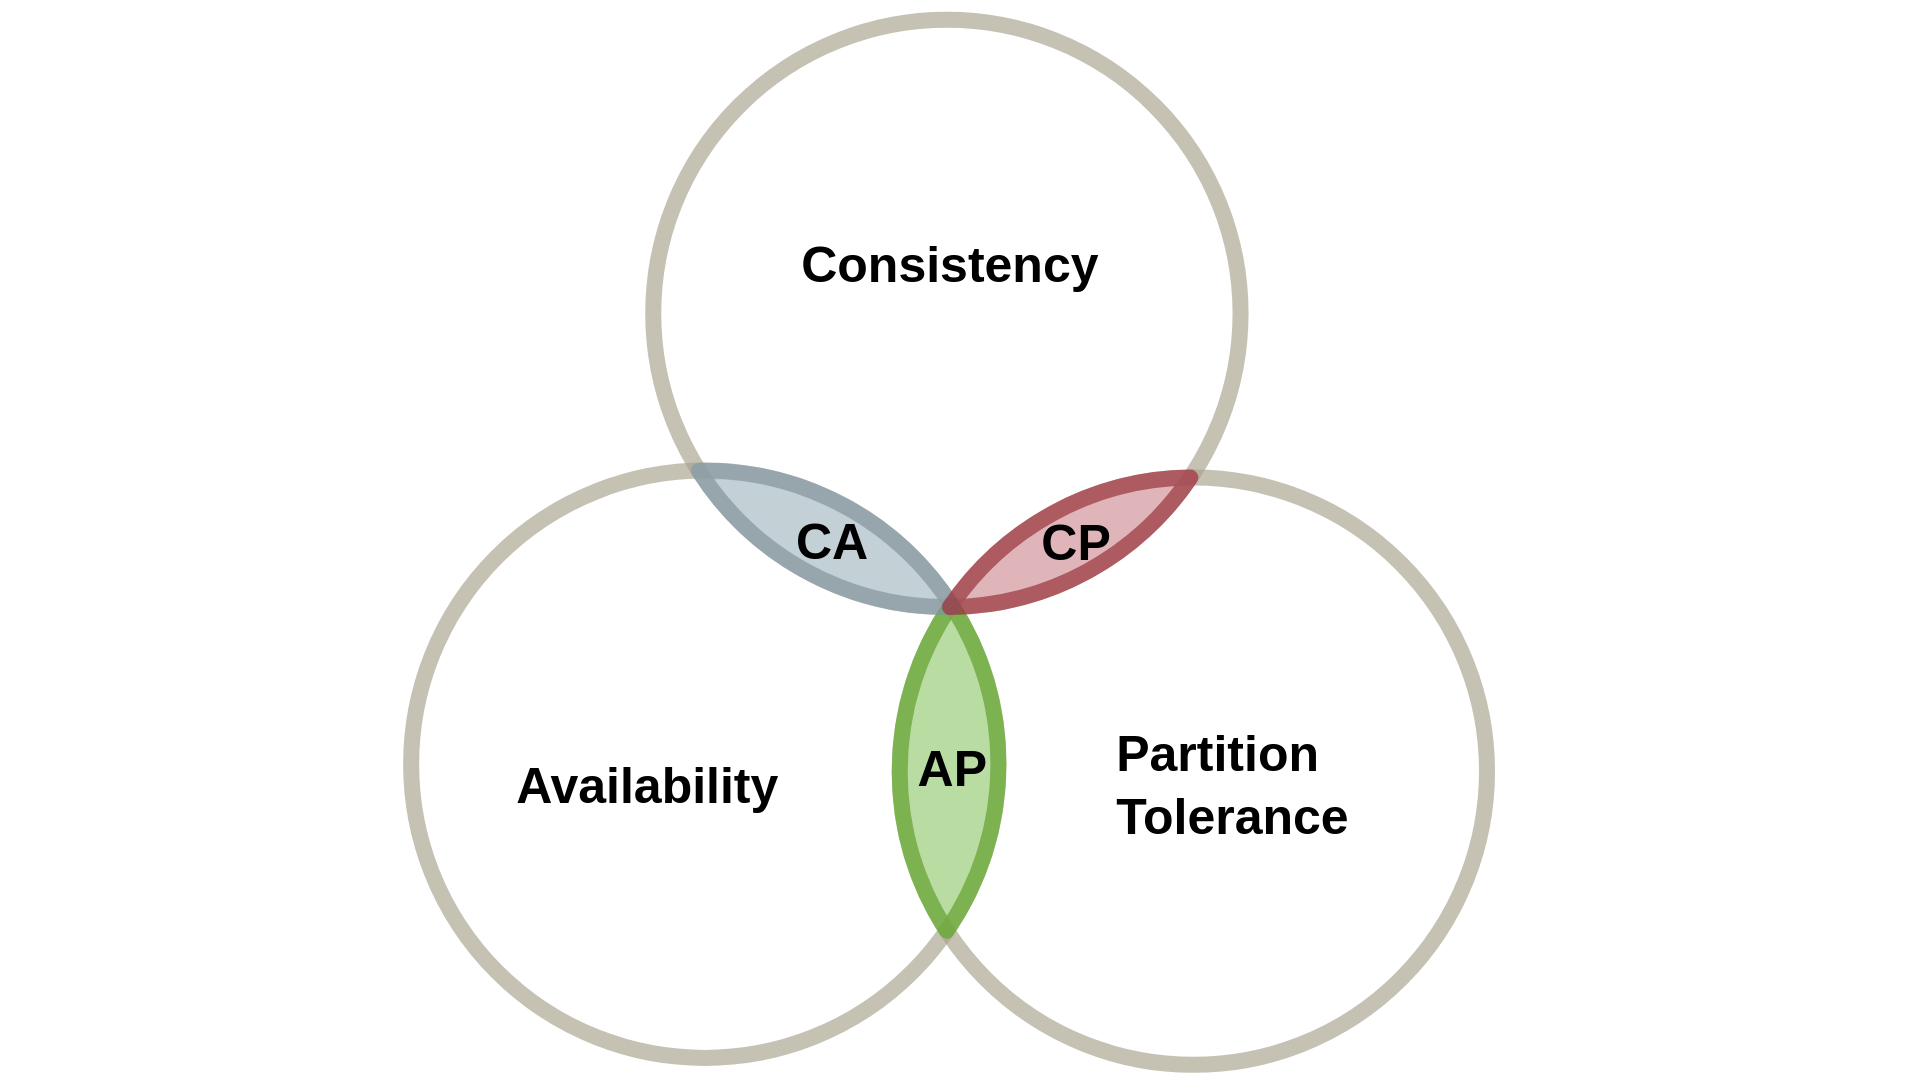 Consistency
CA
CP
Availability
AP
Partition
Tolerance